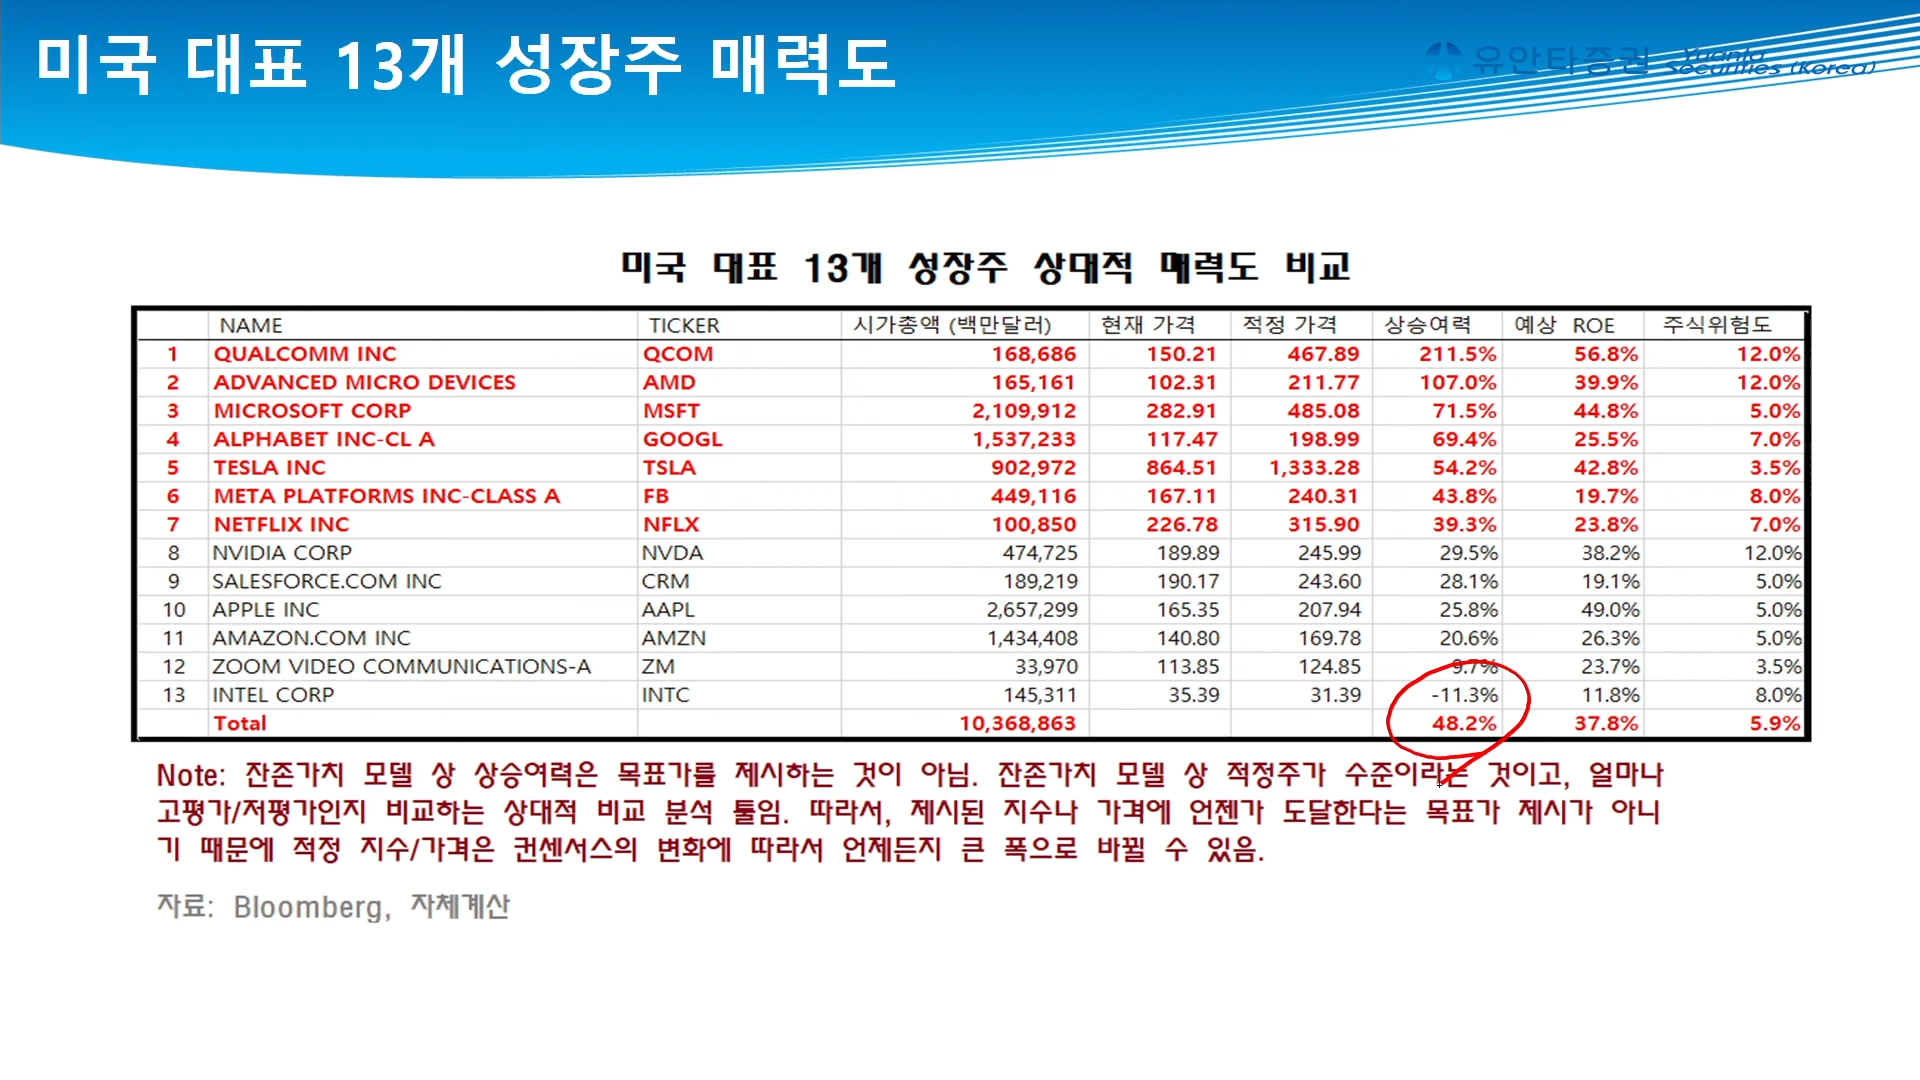 미국 대표 13개 성장주 매력도
유안타증권 Yuanta Securities (Korea)
미국 대표 13개 성장주 상대적 매력도 비교
NAME TICKER 시가총액 (백만달러) 현재 가격 적정 가격 상승여력 예상 ROE 주식위험도
1 QUALCOMM INC QCOM 168,686 150.21 467.89 211.5% 56.8% 12.0%
2 ADVANCED MICRO DEVICES AMD 165,161 102.31 211.77 107.0% 39.9% 12.0%
3 MICROSOFT CORP MSFT 2,109,912 282.91 485.08 71.5% 44.8% 5.0%
4 ALPHABET INC-CL A GOOGL 1,537,233 117.47 198.99 69.4% 25.5% 7.0%
5 TESLA INC TSLA 902,972 864.51 1,333.28 54.2% 42.8% 3.5%
6 META PLATFORMS INC-CLASS A FB 449,116 167.11 240.31 43.8% 19.7% 8.0%
7 NETFLIX INC NFLX 100,850 226.78 315.90 39.3% 23.8% 7.0%
8 NVIDIA CORP NVDA 474,725 189.89 245.99 29.5% 38.2% 12.0%
9 SALESFORCE.COM INC CRM 189,219 190.17 243.60 28.1% 19.1% 5.0%
10 APPLE INC AAPL 2,657,299 165.35 207.94 25.8% 49.0% 5.0%
11 AMAZON.COM INC AMZN 1,434,408 140.80 169.78 20.6% 26.3% 5.0%
12 ZOOM VIDEO COMMUNICATIONS-A ZM 33,970 113.85 124.85 9.7% 23.7% 3.5%
13 INTEL CORP INTC 145,311 35.39 31.39 -11.3% 11.8% 8.0%
Total 10,368,863 48.2% 37.8% 5.9%
Note: 잔존가치 모델 상 상승여력은 목표가를 제시하는 것이 아님. 잔존가치 모델 상 적정주가 수준이라는 것이고, 얼마나
고평가/저평가인지 비교하는 상대적 비교 분석 툴임. 따라서, 제시된 지수나 가격에 언젠가 도달한다는 목표가 제시가 아니
기 때문에 적정 지수/가격은 컨센서스의 변화에 따라서 언제든지 큰 폭으로 바뀔 수 있음.
자료: Bloomberg, 자체계산